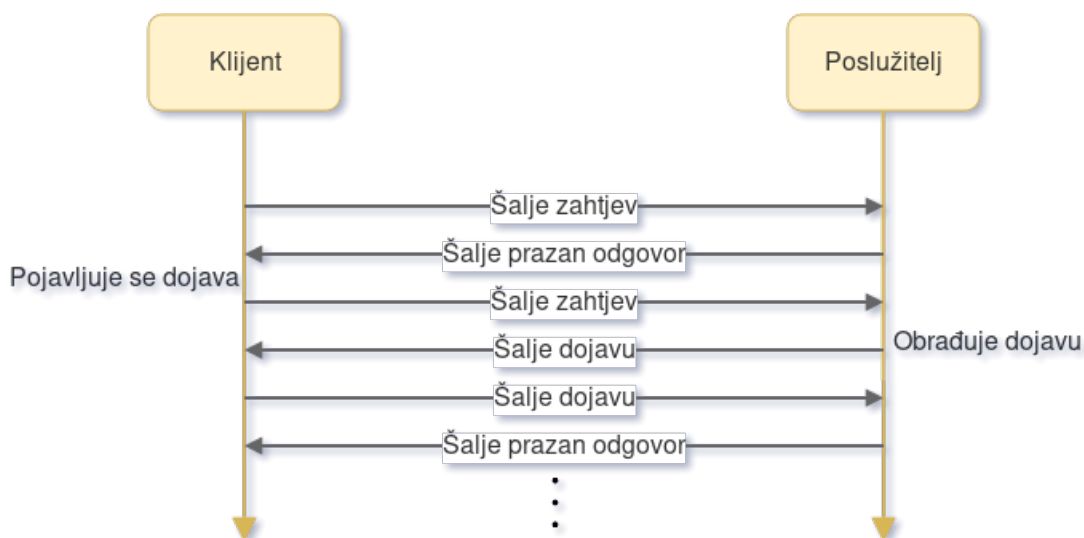 Klijent
Poslužitelj
Šalje zahtjev
Šalje prazan odgovor
Pojavljuje se dojava
Šalje zahtjev
Obrađuje dojavu
Šalje dojavu
Šalje dojavu
Šalje prazan odgovor